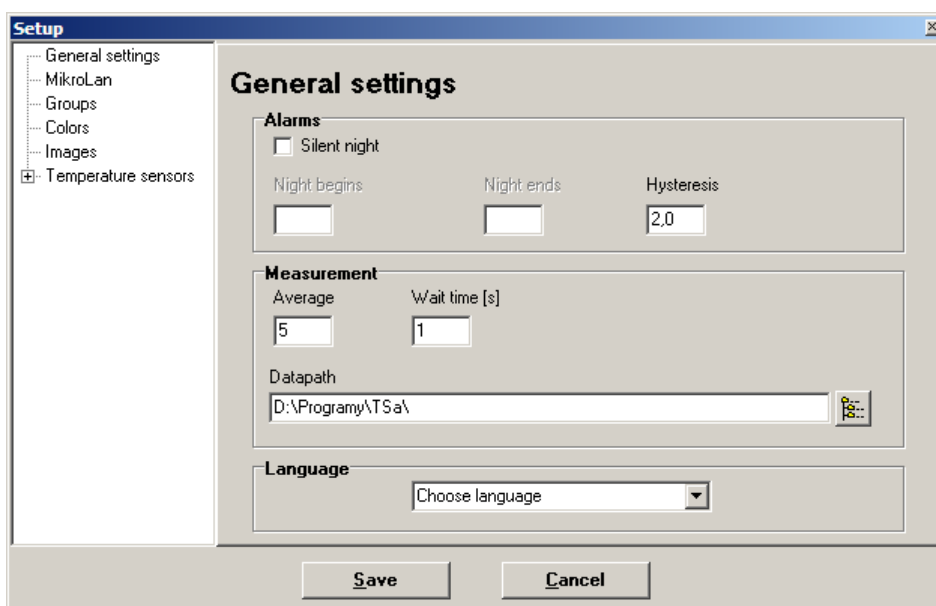 Setup
General settings
MikroLan
Groups
Colors
Images
Temperature sensors
General settings
Alarms
Silent night
Night begins Night ends Hysteresis
2,0
Measurement
Average Wait time [s]
5 1
Datapath
D:\Programy\TSa\
Language
Choose language
Save Cancel